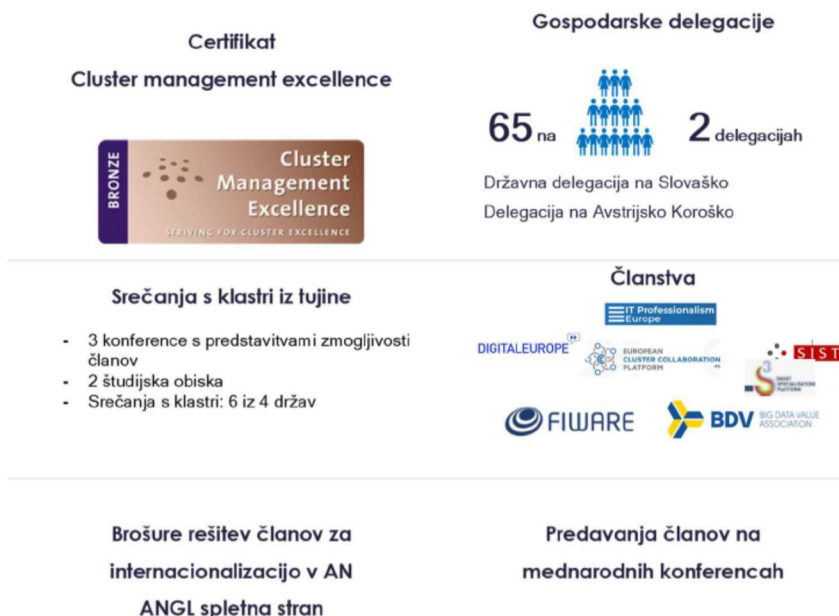 Certifikat
Cluster management excellence
BRONZE
Cluster
Management
Excellence
STRIVING FOR CLUSTER EXCELLENCE
Gospodarske delegacije
65 na
2 delegacijah
Državna delegacija na Slovaško
Delegacija na Avstrijsko Koroško
Srečanja s klastri iz tujine
- 3 konference s predstavitvami zmogljivosti
članov
- 2 študijska obiska
- Srečanja s klastri: 6 iz 4 držav
Članstva
IT Professionalism
Europe
DIGITALEUROPE
EUROPEAN
CLUSTER COLLABORATION
PLATFORM
SIST
SMART
SPECIALISATION
PLATFORM
FIWARE
BDV BIG DATA VALUE
ASSOCIATION
Brošure rešitev članov za
internacionalizacijo v AN
ANGL spletna stran
Predavanja članov na
mednarodnih konferencah